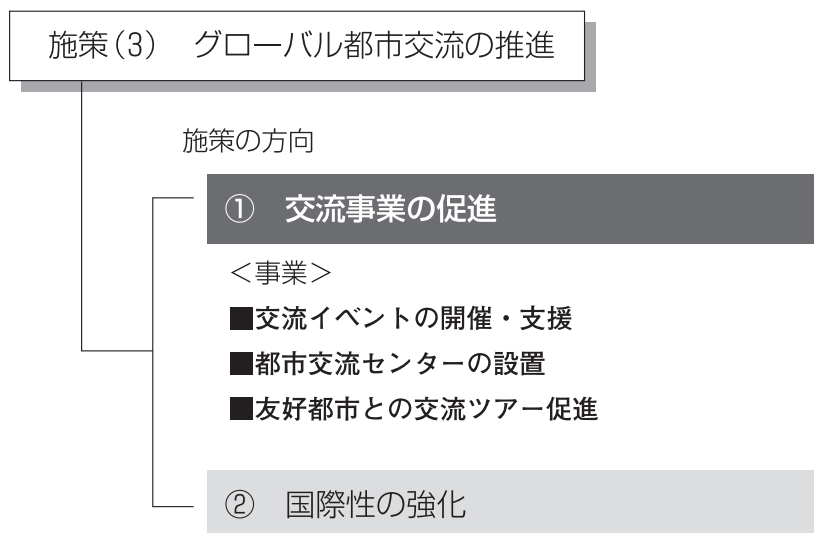 施策(3) グローバル都市交流の推進
施策の方向
① 交流事業の促進
＜事業＞
■交流イベントの開催・支援
■都市交流センターの設置
■友好都市との交流ツアー促進
② 国際性の強化